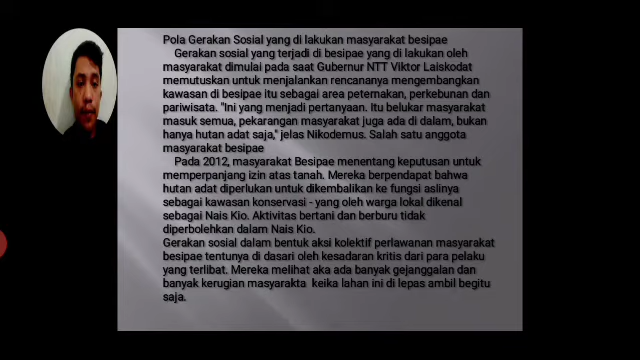 Pola Gerakan Sosial yang di lakukan masyarakat besipae
Gerakan sosial yang terjadi di besipae yang di lakukan oleh
masyarakat dimulai pada saat Gubernur NTT Viktor Laiskodat
memutuskan untuk menjalankan rencananya mengembangkan
kawasan di besipae itu sebagai area peternakan, perkebunan dan
pariwisata. "Ini yang menjadi pertanyaan. Itu belukar masyarakat
masuk semua, pekarangan masyarakat juga ada di dalam, bukan
hanya hutan adat saja," jelas Nikodemus. Salah satu anggota
masyarakat besipae
Pada 2012, masyarakat Besipae menentang keputusan untuk
memperpanjang izin atas tanah. Mereka berpendapat bahwa
hutan adat diperlukan untuk dikembalikan ke fungsi aslinya
sebagai kawasan konservasi - yang oleh warga lokal dikenal
sebagai Nais Kio. Aktivitas bertani dan berburu tidak
diperbolehkan dalam Nais Kio.
Gerakan sosial dalam bentuk aksi kolektif perlawanan masyarakat
besipae tentunya di dasari oleh kesadaran kritis dari para pelaku
yang terlibat. Mereka melihat aka ada banyak gejanggalan dan
banyak kerugian masyarakta keika lahan ini di lepas ambil begitu
saja.